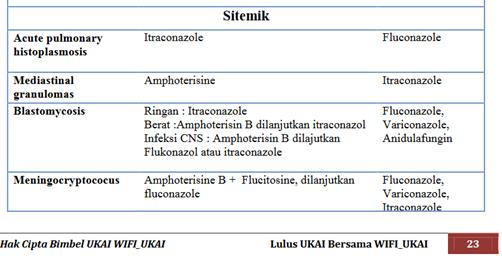 Sitemik
Acute pulmonary histoplasmosis
Itraconazole
Fluconazole
Mediastinal granulomas
Amphoterisine
Itraconazole
Blastomycosis
Ringan : Itraconazole
Berat :Amphoterisin B dilanjutkan itraconazol
Infeksi CNS : Amphoterisin B dilajutkan
Flukonazol atau itraconazole
Fluconazole,
Variconazole,
Anidulafungin
Meningocryptococus
Amphoterisine B + Flucitosine, dilanjutkan
fluconazole
Fluconazole,
Variconazole,
Itraconazole
Hak Cipta Bimbel UKAI WIFI_UKAI
Lulus UKAI Bersama WIFI_UKAI
23